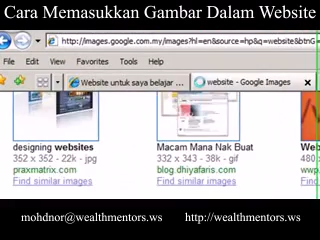 Cara Memasukkan Gambar Dalam Website
http://images.google.com.my/images?hl=en&source=hp&q=website&btnG=
File Edit View Favorites Tools Help
Website untuk saya belajar ... website - Google Images
designing websites Macam Mana Nak Buat Web
352 x 352 - 22k - jpg 332 x 343 - 38k - gif 475
praxmatrix.com blog.dhiyafaris.com
Find similar images Find similar images Find
mohdnor@wealthmentors.ws http://wealthmentors.ws